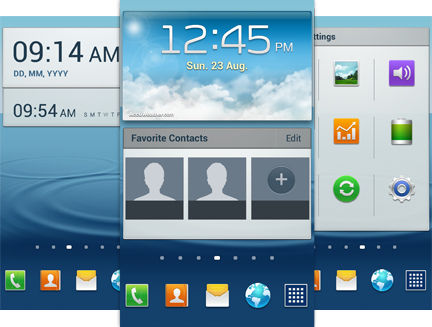 09:14 AM
DD, MM, YYYY
09:54 AM S M T W T F
12:45 PM
Sun. 23 Aug.
Favorite Contacts Edit
ttings